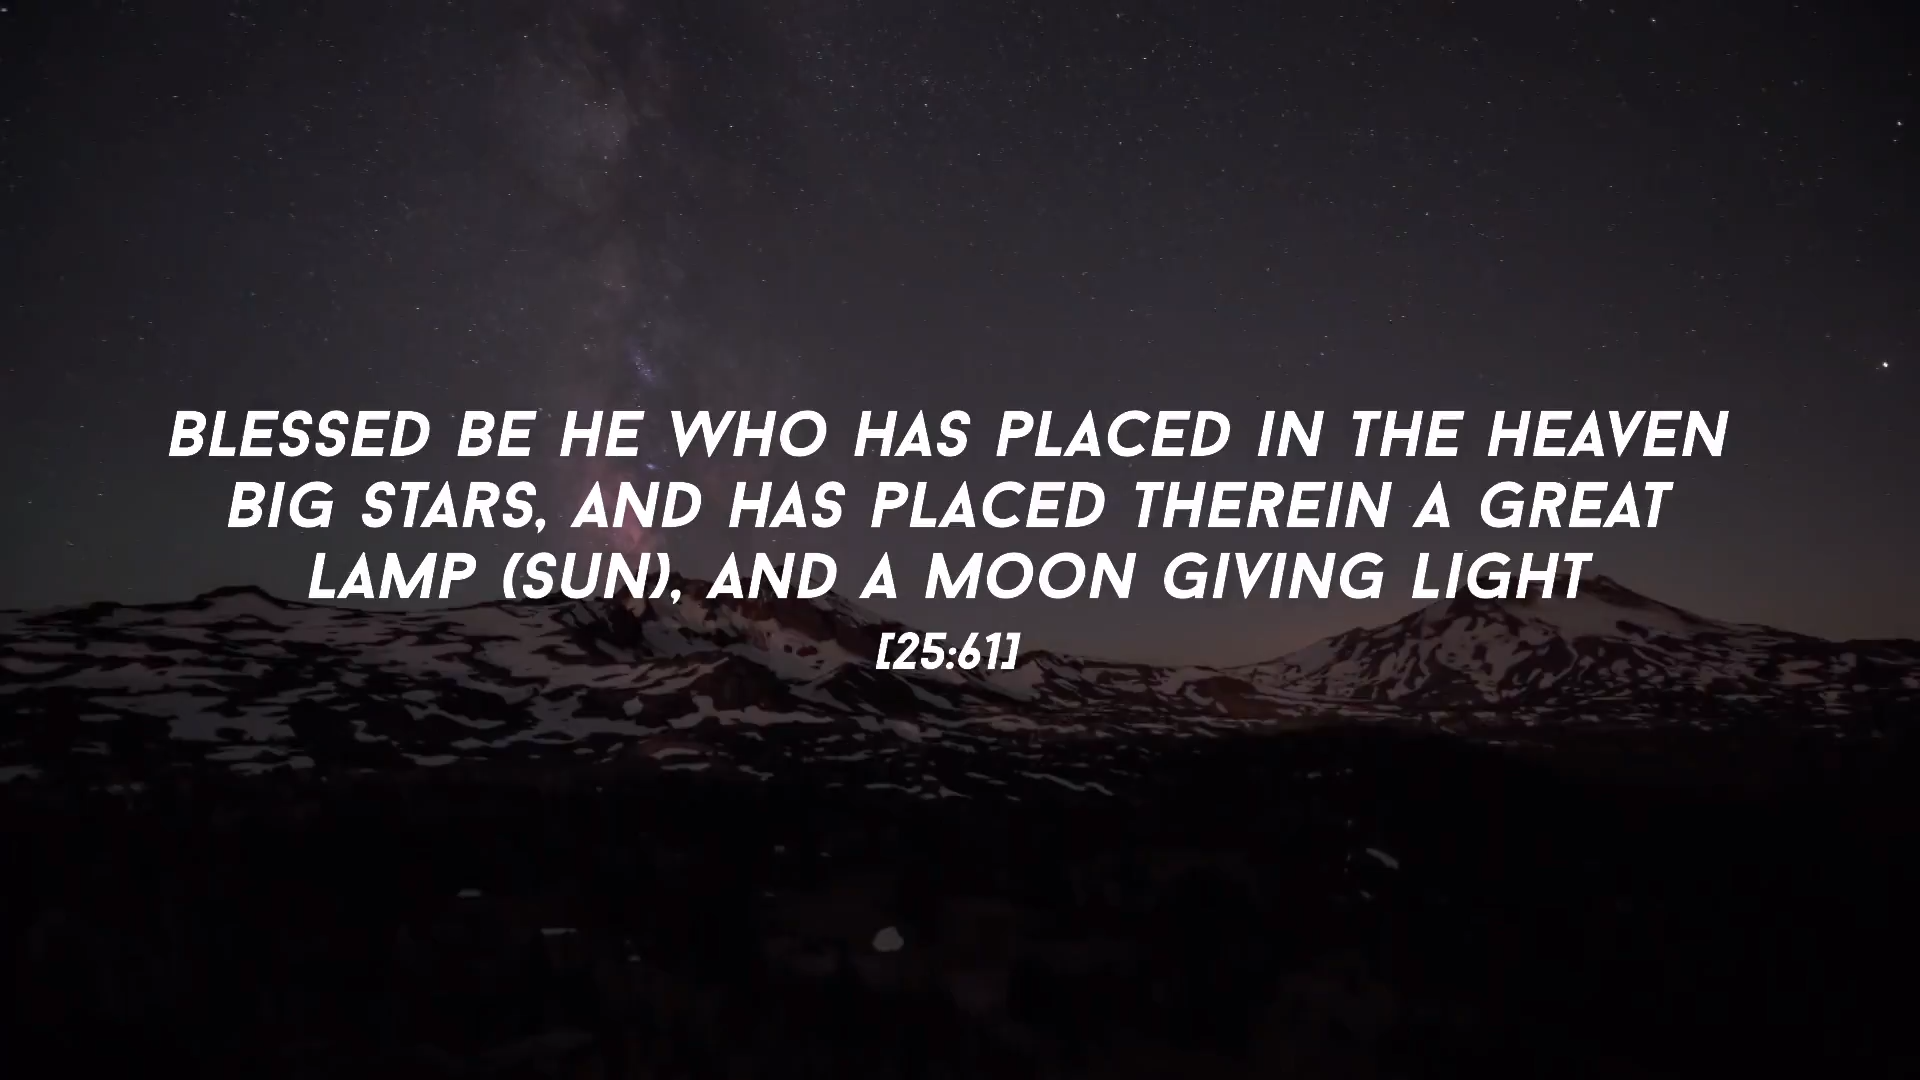 BLESSED BE HE WHO HAS PLACED IN THE HEAVEN
BIG STARS, AND HAS PLACED THEREIN A GREAT
LAMP (SUN), AND A MOON GIVING LIGHT
[25:61]